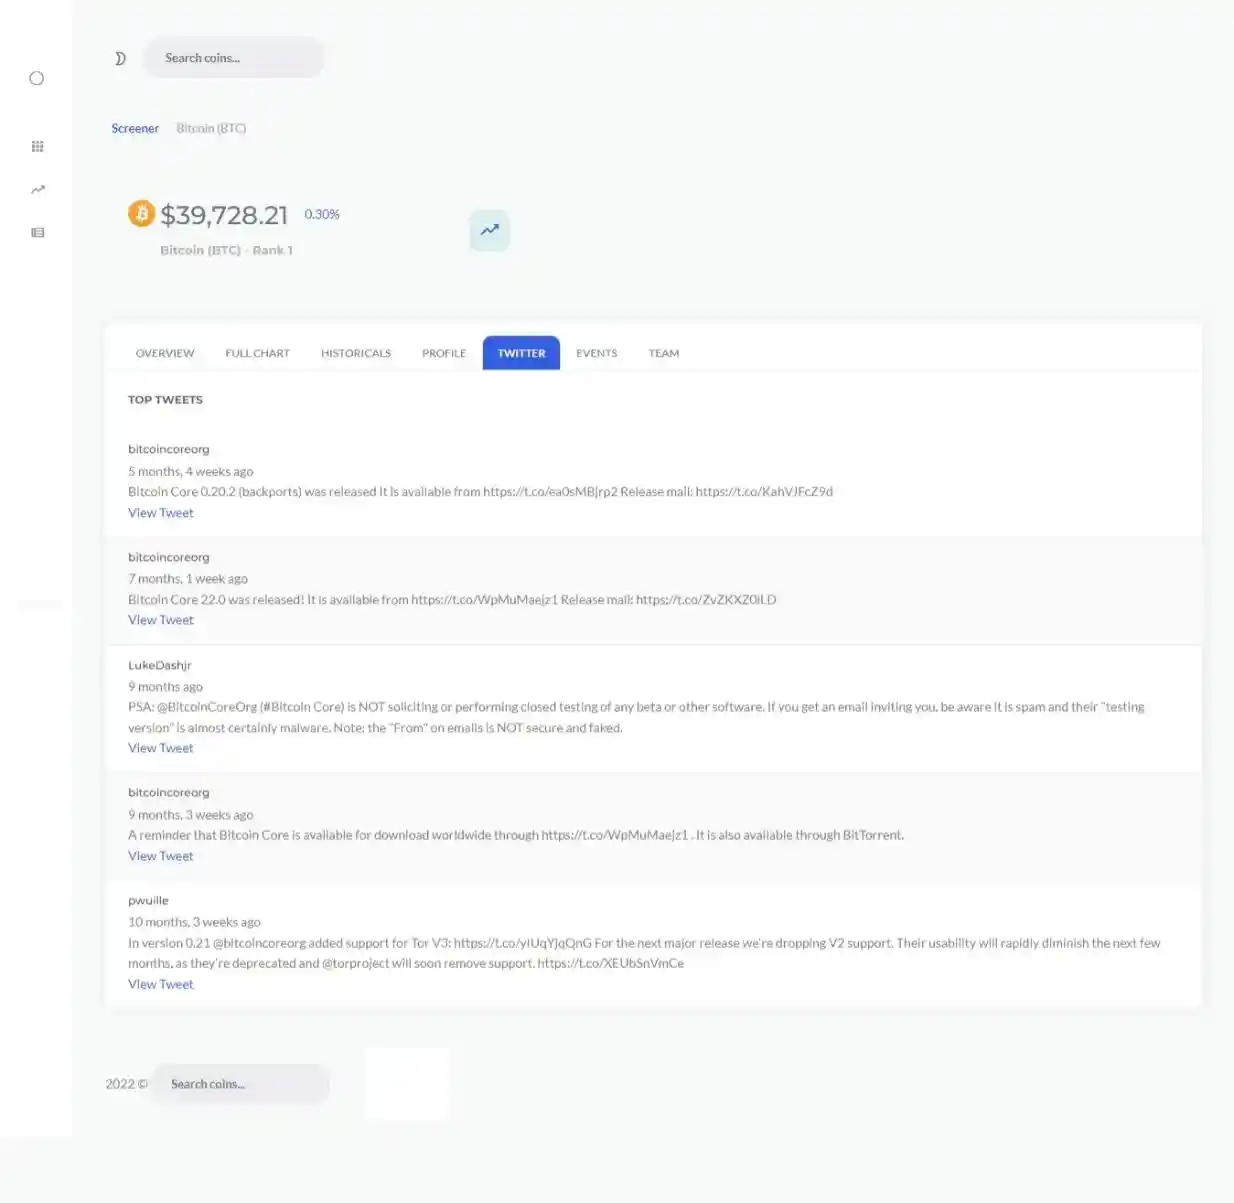 Search coins...
Screener Bitcoin (BTC)
$39,728.21 0.30%
Bitcoin (BTC) - Rank 1
OVERVIEW FULL CHART HISTORICALS PROFILE TWITTER EVENTS TEAM
TOP TWEETS
bitcoincoreorg
5 months, 4 weeks ago
Bitcoin Core 0.20.2 (backports) was released It is available from https://t.co/ea0sMBjrp2 Release mail: https://t.co/KahVJFcZ9d
View Tweet
bitcoincoreorg
7 months, 1 week ago
Bitcoin Core 22.0 was released! It is available from https://t.co/WpMuMaejz1 Release mail: https://t.co/ZvZKXZ0iLD
View Tweet
LukeDashjr
9 months ago
PSA: @BitcoinCoreOrg (#Bitcoin Core) is NOT soliciting or performing closed testing of any beta or other software. If you get an email inviting you, be aware it is spam and their "testing
version" is almost certainly malware. Note: the "From" on emails is NOT secure and faked.
View Tweet
bitcoincoreorg
9 months, 3 weeks ago
A reminder that Bitcoin Core is available for download worldwide through https://t.co/WpMuMaejz1 . It is also available through BitTorrent.
View Tweet
pwuille
10 months, 3 weeks ago
In version 0.21 @bitcoincoreorg added support for Tor V3: https://t.co/yIUqYjqQnG For the next major release we're dropping V2 support. Their usability will rapidly diminish the next few
months, as they're deprecated and @torproject will soon remove support. https://t.co/XEUbSnVmCe
View Tweet
2022 © Search coins...